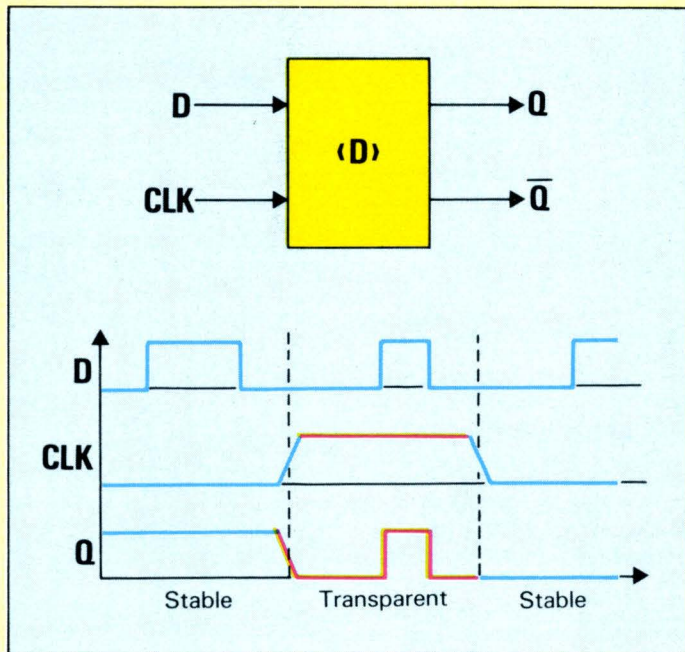 D Q
⟨D⟩
CLK Q̅
D
CLK
Q
Stable Transparent Stable